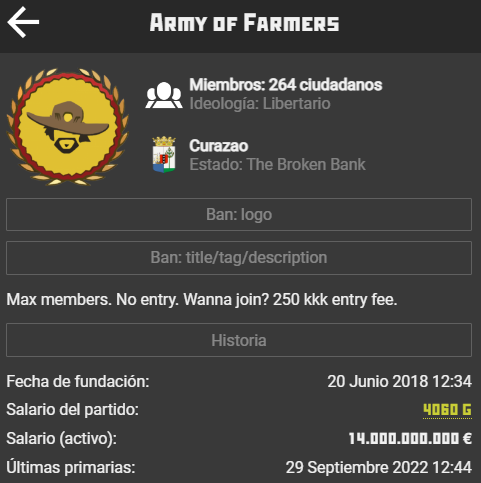 Army of Farmers
Miembros: 264 ciudadanos
Ideología: Libertario
Curazao
Estado: The Broken Bank
Ban: logo
Ban: title/tag/description
Max members. No entry. Wanna join? 250 kkk entry fee.
Historia
Fecha de fundación: 20 Junio 2018 12:34
Salario del partido: 4060 G
Salario (activo): 14.000.000.000 €
Últimas primarias: 29 Septiembre 2022 12:44